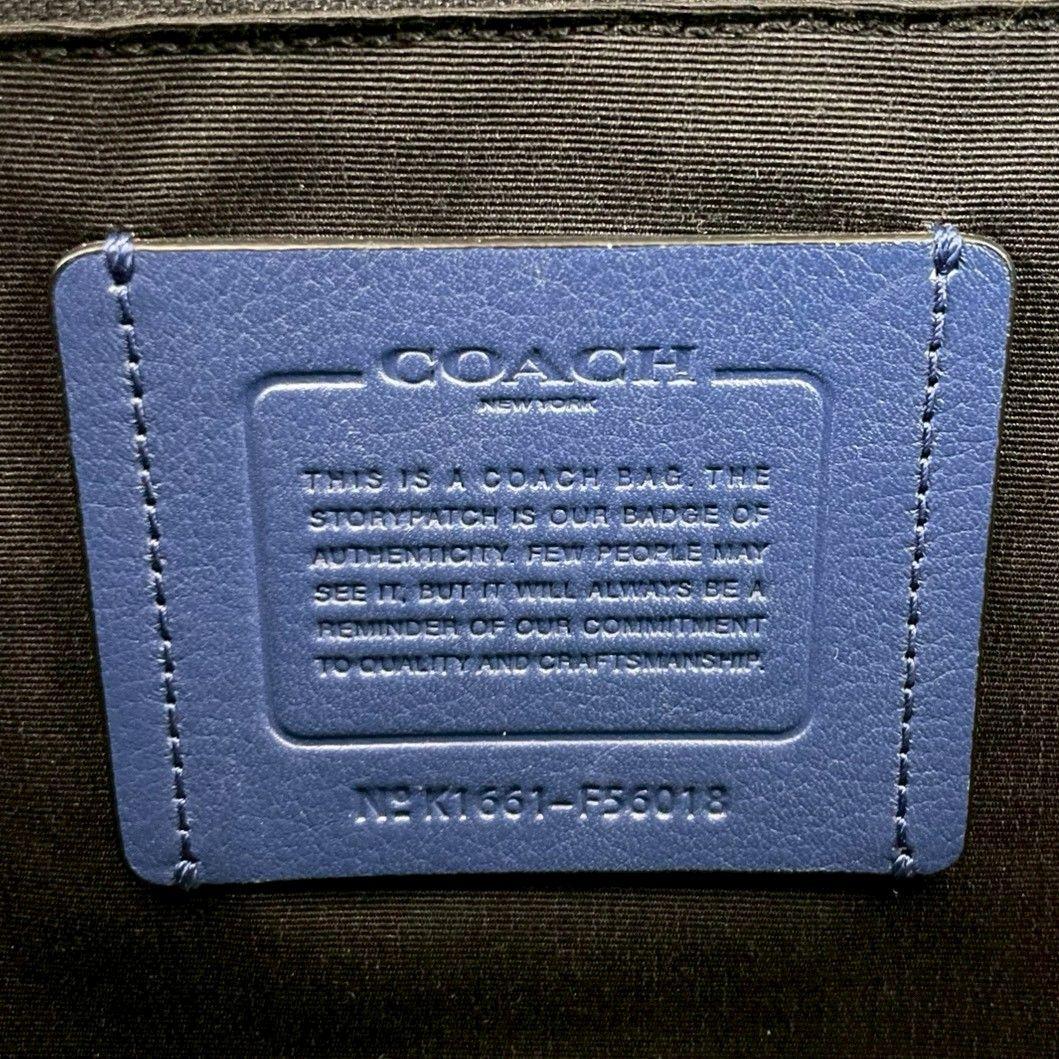 COACH
NEW YORK
THIS IS A COACH BAG. THE
STORYPATCH IS OUR BADGE OF
AUTHENTICITY. FEW PEOPLE MAY
SEE IT, BUT IT WILL ALWAYS BE A
REMINDER OF OUR COMMITMENT
TO QUALITY AND CRAFTSMANSHIP.
Nº K1661-F56018